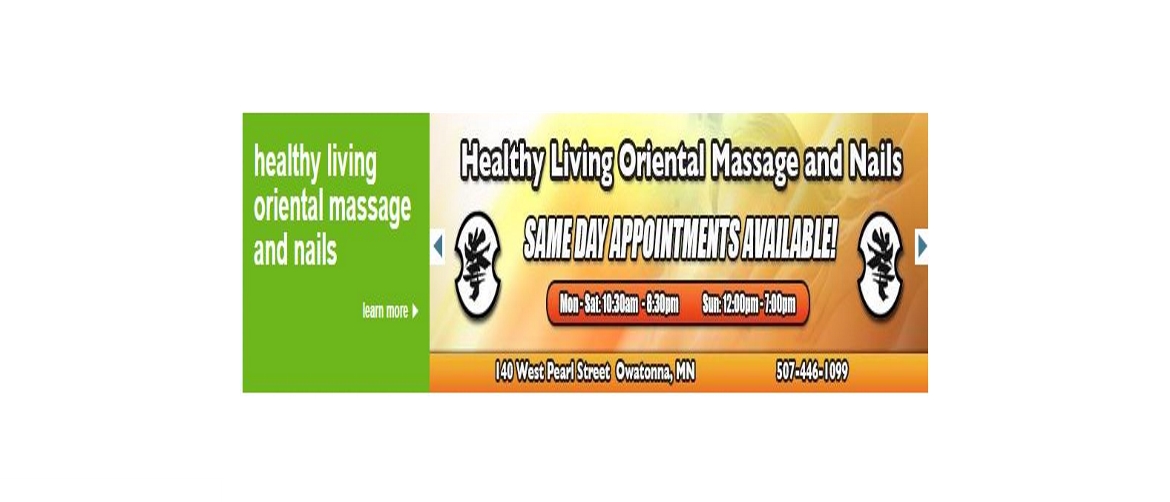 healthy living
oriental massage
and nails
learn more
Healthy Living Oriental Massage and Nails
SAME DAY APPOINTMENTS AVAILABLE!
Mon - Sat: 10:30am - 8:30pm Sun: 12:00pm - 7:00pm
140 West Pearl Street Owatonna, MN 507-446-1099